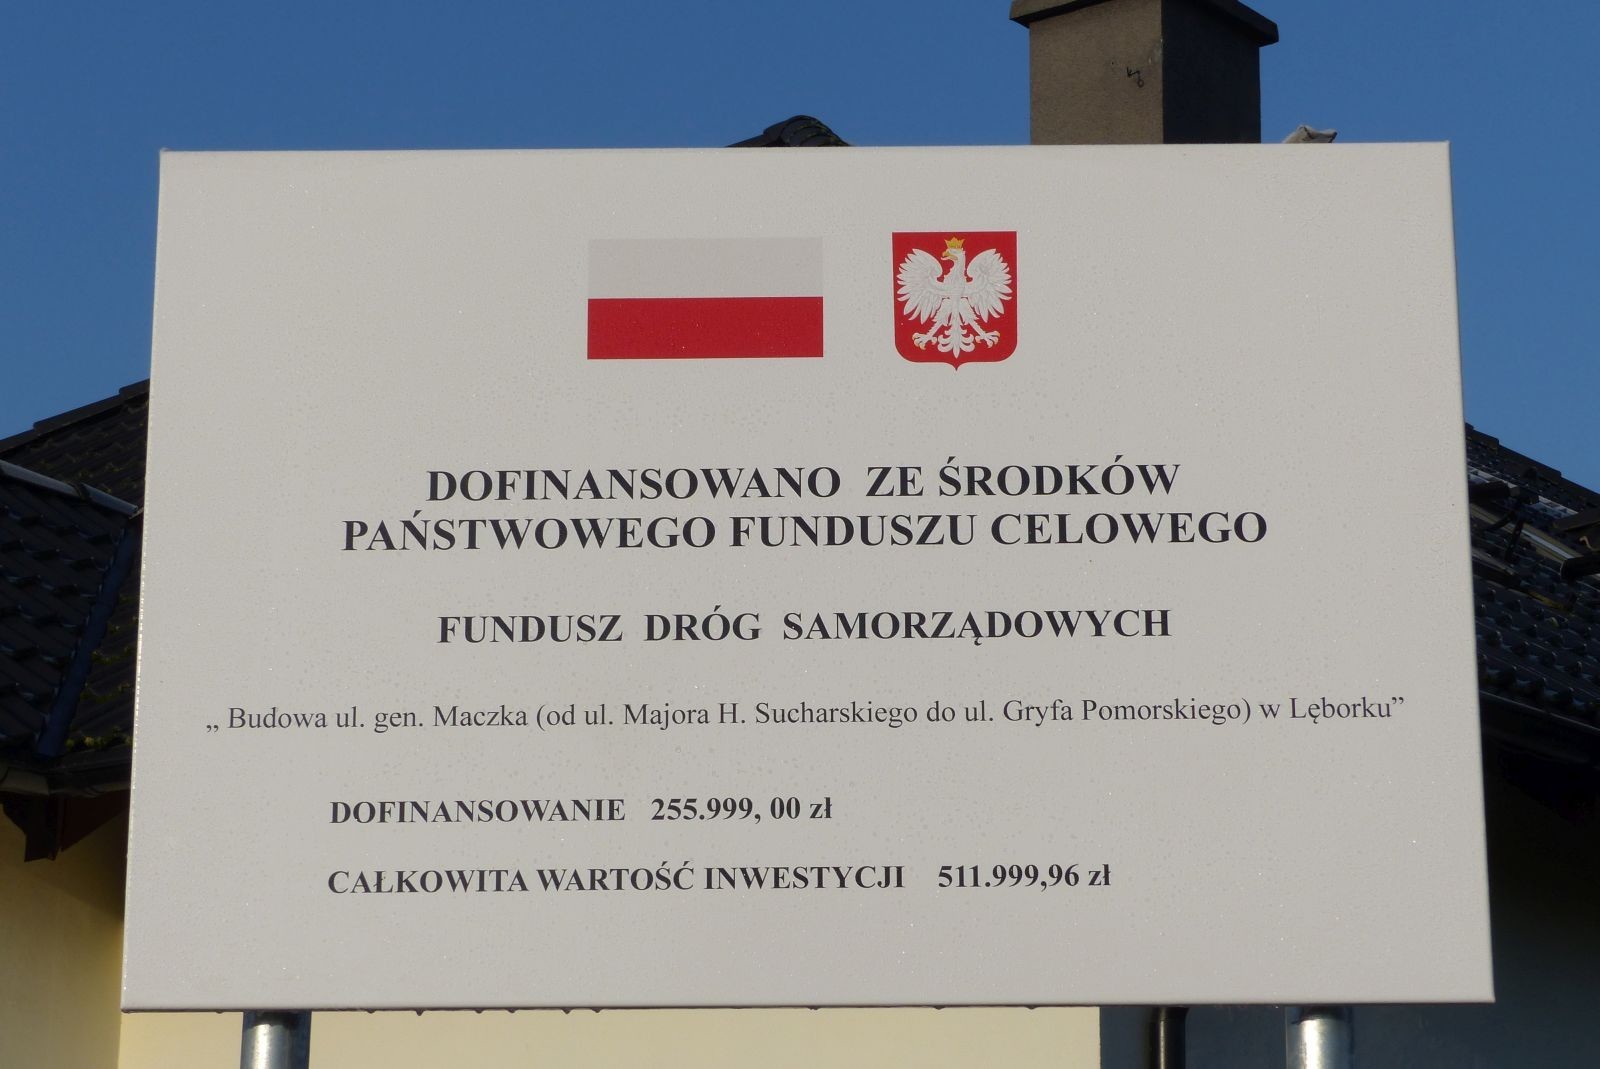 DOFINANSOWANO ZE ŚRODKÓW
PAŃSTWOWEGO FUNDUSZU CELOWEGO
FUNDUSZ DRÓG SAMORZĄDOWYCH
„ Budowa ul. gen. Maczka (od ul. Majora H. Sucharskiego do ul. Gryfa Pomorskiego) w Lęborku”
DOFINANSOWANIE 255.999, 00 zł
CAŁKOWITA WARTOŚĆ INWESTYCJI 511.999,96 zł